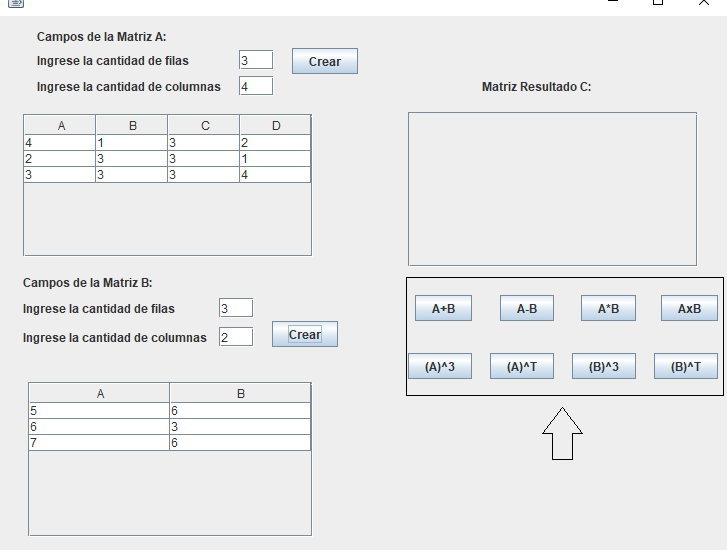 Campos de la Matriz A:
Ingrese la cantidad de filas 3 Crear
Ingrese la cantidad de columnas 4
A B C D
4 1 3 2
2 3 3 1
3 3 3 4
Campos de la Matriz B:
Ingrese la cantidad de filas 3
Ingrese la cantidad de columnas 2 Crear
A B
5 6
6 3
7 6
Matriz Resultado C:
A+B A-B A*B AxB
(A)^3 (A)^T (B)^3 (B)^T